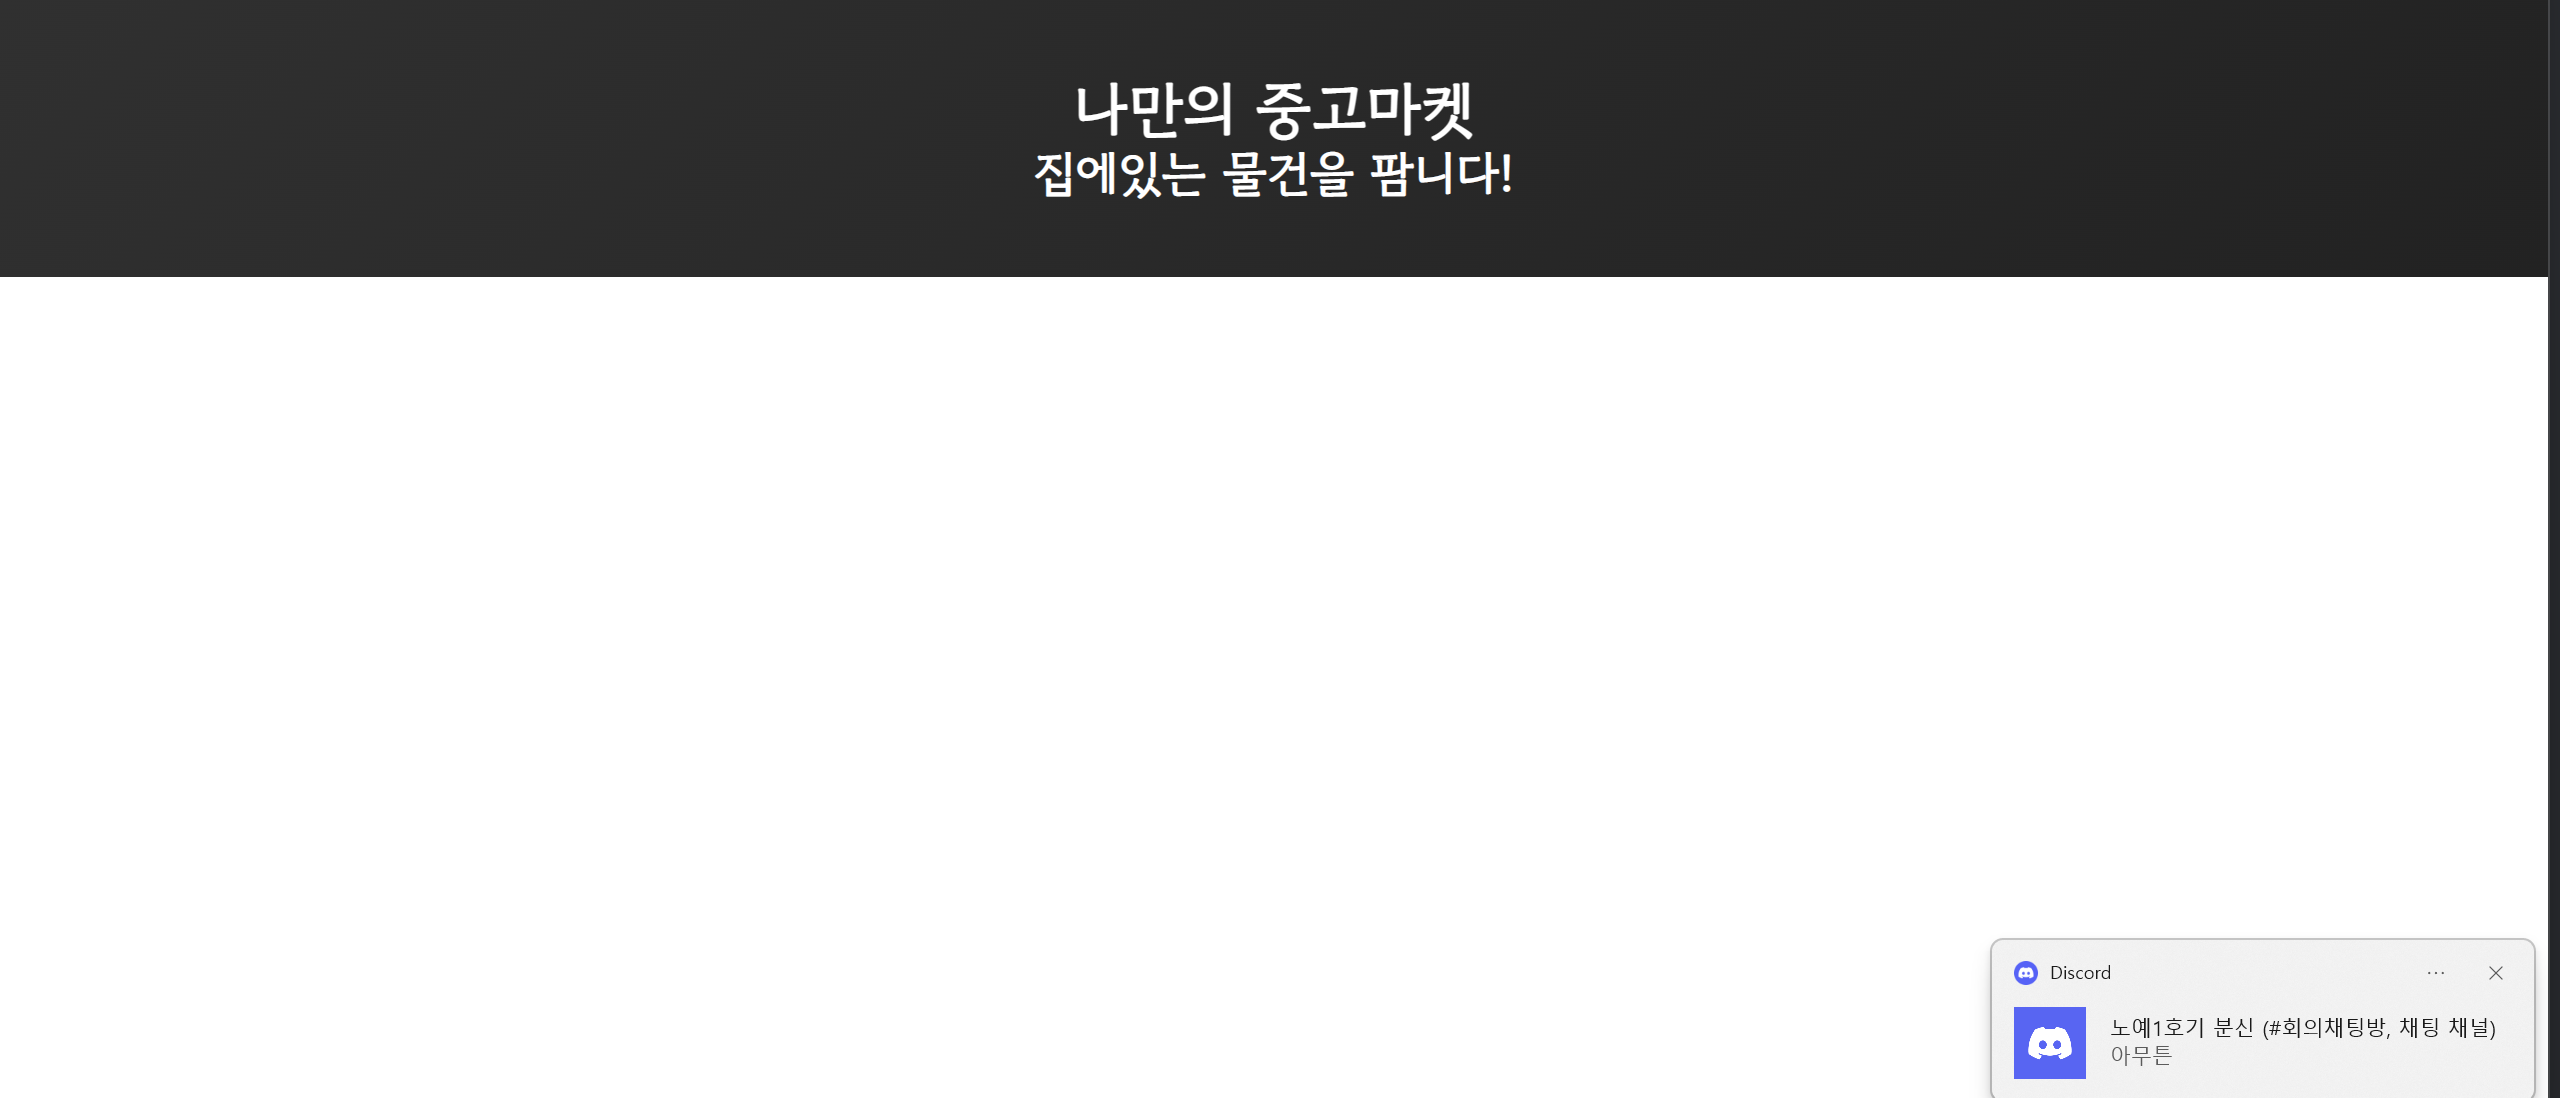 나만의 중고마켓
집에있는 물건을 팜니다!
Discord
노예1호기 분신 (#회의채팅방, 채팅 채널)
아무튼